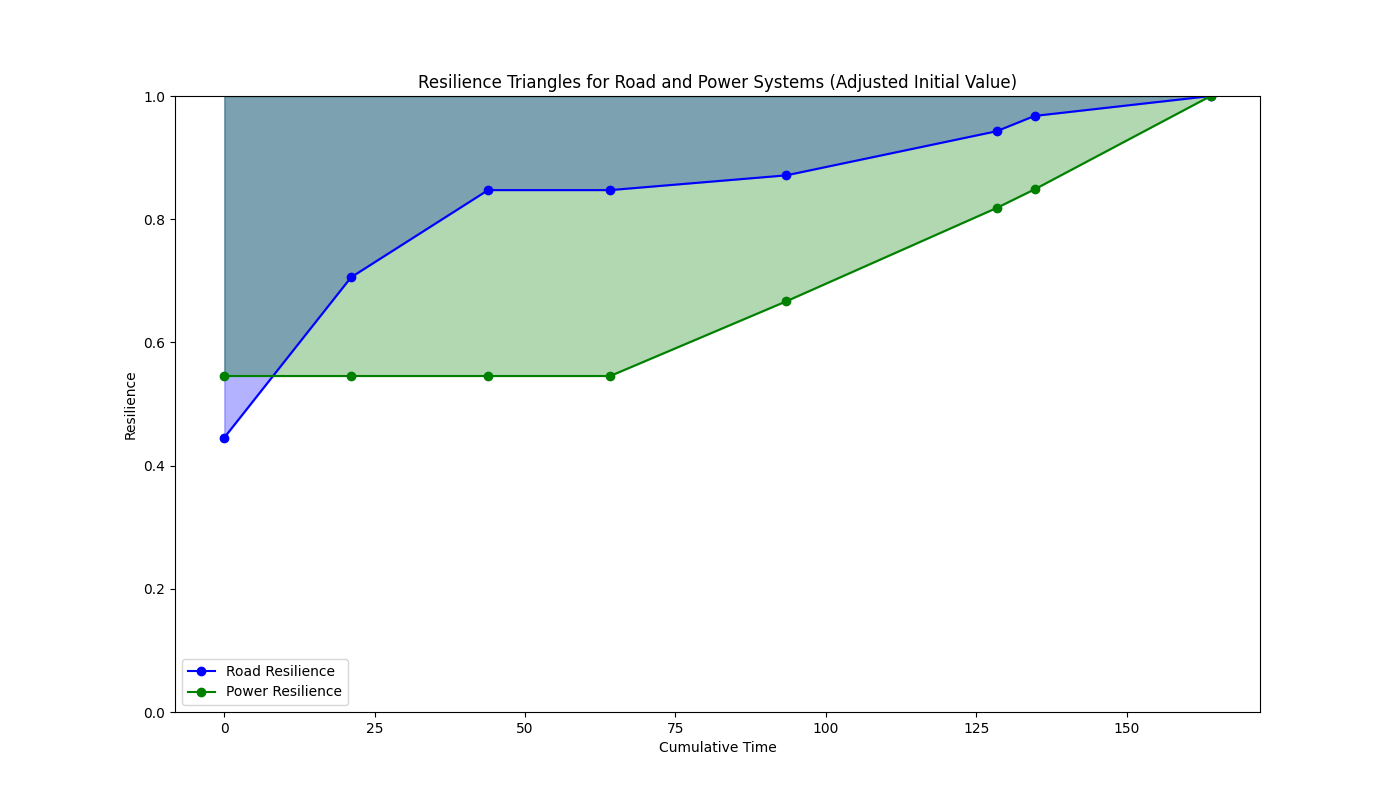 Resilience Triangles for Road and Power Systems (Adjusted Initial Value)
1.0
0.8
0.6
0.4
0.2
0.0
Resilience
Road Resilience
Power Resilience
0 25 50 75 100 125 150
Cumulative Time